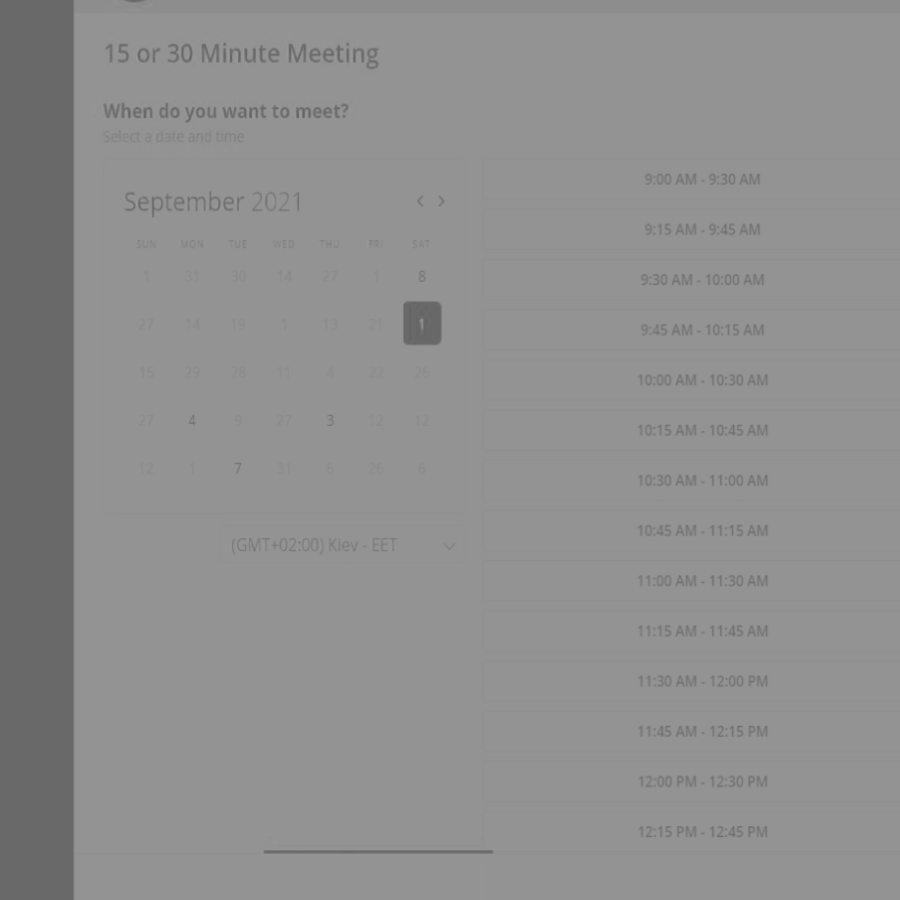 15 or 30 Minute Meeting
When do you want to meet?
Select a date and time
September 2021
SUN MON TUE WED THU FRI SAT
1 31 30 14 27 1 8
27 14 19 1 13 21 1
15 29 28 11 4 22 26
27 4 9 27 3 12 12
12 1 7 31 6 26 6
(GMT+02:00) Kiev - EET
9:00 AM - 9:30 AM
9:15 AM - 9:45 AM
9:30 AM - 10:00 AM
9:45 AM - 10:15 AM
10:00 AM - 10:30 AM
10:15 AM - 10:45 AM
10:30 AM - 11:00 AM
10:45 AM - 11:15 AM
11:00 AM - 11:30 AM
11:15 AM - 11:45 AM
11:30 AM - 12:00 PM
11:45 AM - 12:15 PM
12:00 PM - 12:30 PM
12:15 PM - 12:45 PM